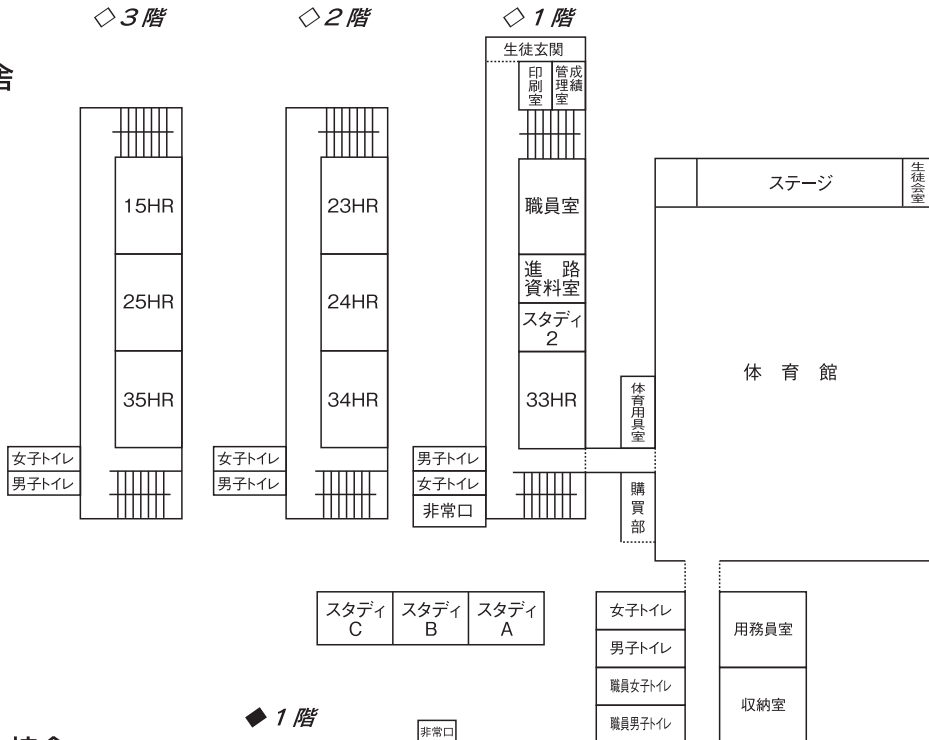 ◇3階
◇2階
◇1階
舎
生徒玄関
印刷室
成績
管理室
15HR
25HR
35HR
女子トイレ
男子トイレ
23HR
24HR
34HR
女子トイレ
男子トイレ
職員室
進 路
資料室
スタディ
2
33HR
男子トイレ
女子トイレ
非常口
ステージ
生徒会室
体 育 館
体育用具室
購買部
スタディ
C
スタディ
B
スタディ
A
女子トイレ
男子トイレ
職員女子トイレ
職員男子トイレ
用務員室
収納室
◆1階
非常口